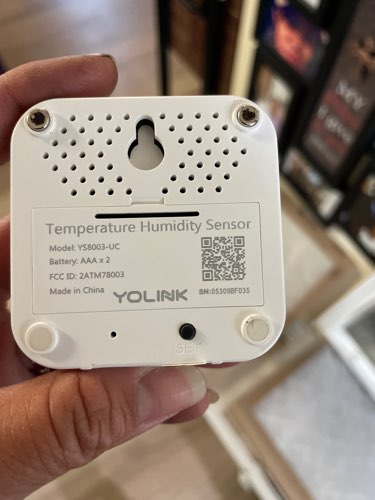 Temperature Humidity Sensor
Model: YS8003-UC
Battery: AAA x 2
FCC ID: 2ATM78003
Made in China
YOLINK
SN:05309BF035
SET